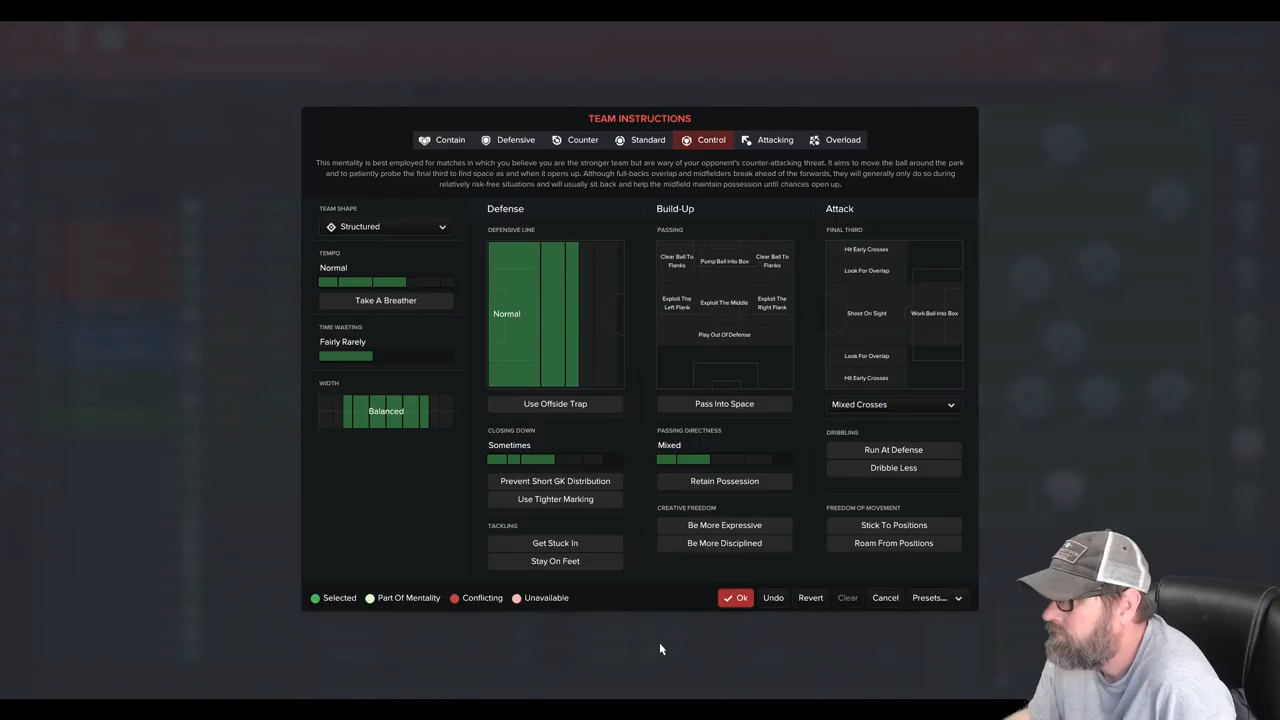 TEAM INSTRUCTIONS
Contain
Defensive
Counter
Standard
Control
Attacking
Overload
This mentality is best employed for matches in which you believe you are the stronger team but are wary of your opponent's counter-attacking threat. It aims to move the ball around the park
and to patiently probe the final third to find space as and when it opens up. Although full-backs overlap and midfielders break ahead of the forwards, they will generally only do so during
relatively risk-free situations and will usually sit back and help the midfield maintain possession until chances open up.
TEAM SHAPE
Structured
TEMPO
Normal
Take A Breather
TIME WASTING
Fairly Rarely
WIDTH
Balanced
Defense
DEFENSIVE LINE
Normal
Use Offside Trap
CLOSING DOWN
Sometimes
Prevent Short GK Distribution
Use Tighter Marking
TACKLING
Get Stuck In
Stay On Feet
Build-Up
PASSING
Clear Ball To
Flanks
Pump Ball Into Box
Clear Ball To
Flanks
Exploit The
Left Flank
Exploit The Middle
Exploit The
Right Flank
Play Out Of Defense
Pass Into Space
PASSING DIRECTNESS
Mixed
Retain Possession
CREATIVE FREEDOM
Be More Expressive
Be More Disciplined
Attack
FINAL THIRD
Hit Early Crosses
Look For Overlap
Shoot On Sight
Work Ball Into Box
Look For Overlap
Hit Early Crosses
Mixed Crosses
DRIBBLING
Run At Defense
Dribble Less
FREEDOM OF MOVEMENT
Stick To Positions
Roam From Positions
Selected
Part Of Mentality
Conflicting
Unavailable
Ok
Undo
Revert
Clear
Cancel
Presets...